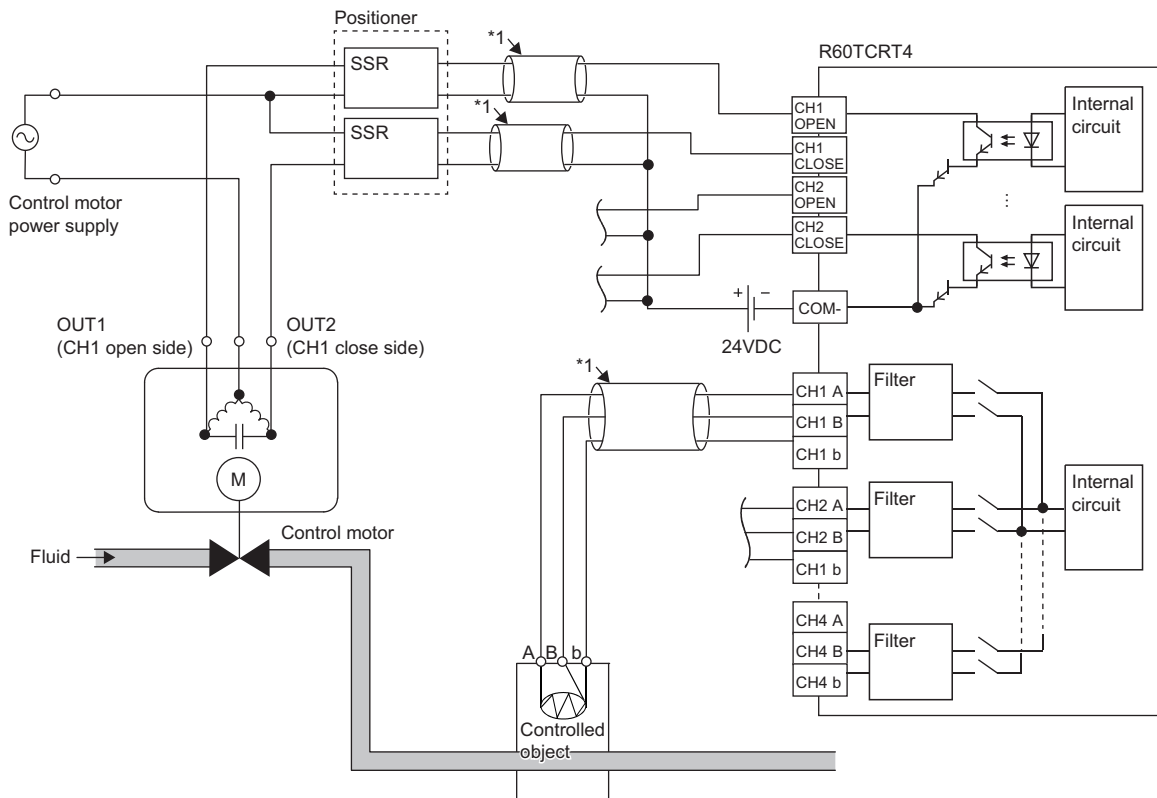 Positioner
*1
R60TCRT4
SSR
*1
SSR
CH1
OPEN
CH1
CLOSE
CH2
OPEN
CH2
CLOSE
COM-
Internal
circuit
...
Internal
circuit
Control motor
power supply
+
−
24VDC
OUT1
(CH1 open side)
OUT2
(CH1 close side)
M
Control motor
Fluid
*1
CH1 A
CH1 B
CH1 b
CH2 A
CH2 B
CH1 b
CH4 A
CH4 B
CH4 b
Filter
Filter
Filter
Internal
circuit
A
B
b
Controlled
object